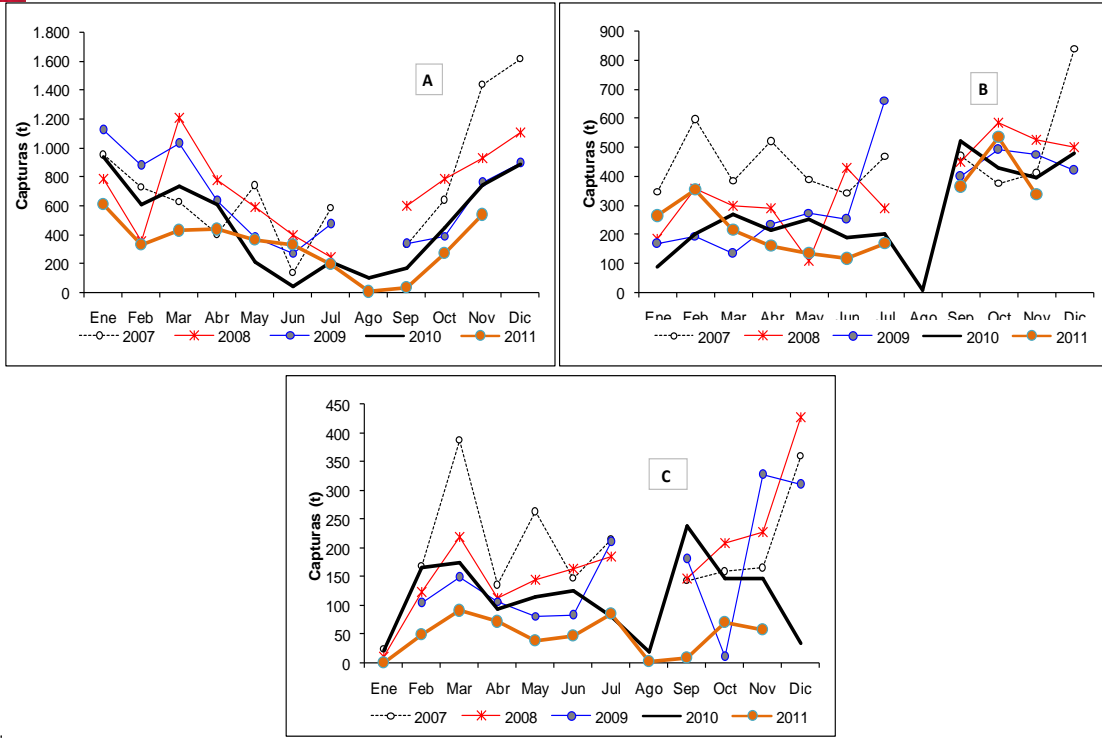 A
Capturas (t)
1.800
1.600
1.400
1.200
1.000
800
600
400
200
0
Ene Feb Mar Abr May Jun Jul Ago Sep Oct Nov Dic
2007 2008 2009 2010 2011
B
Capturas (t)
900
800
700
600
500
400
300
200
100
0
Ene Feb Mar Abr May Jun Jul Ago Sep Oct Nov Dic
2007 2008 2009 2010 2011
C
Capturas (t)
450
400
350
300
250
200
150
100
50
0
Ene Feb Mar Abr May Jun Jul Ago Sep Oct Nov Dic
2007 2008 2009 2010 2011